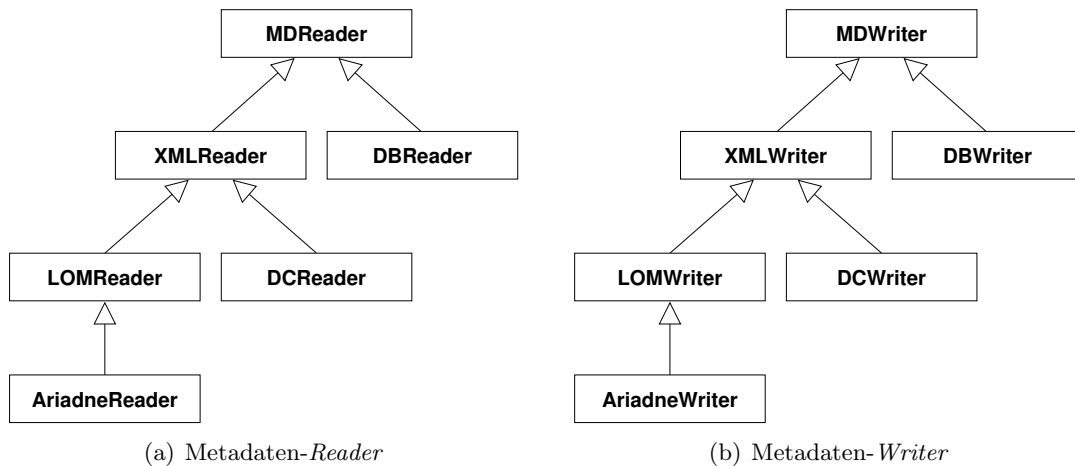 MDReader
XMLReader
DBReader
LOMReader
DCReader
AriadneReader
(a) Metadaten-Reader
MDWriter
XMLWriter
DBWriter
LOMWriter
DCWriter
AriadneWriter
(b) Metadaten-Writer